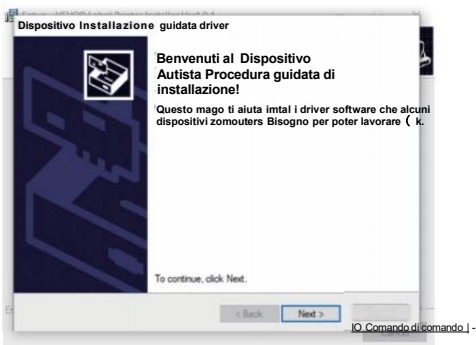 Dispositivo Installazione guidata driver
Benvenuti al Dispositivo
Autista Procedura guidata di
installazione!
Questo mago ti aiuta imtal i driver software che alcuni
dispositivi zomouters Bisogno per poter lavorare ( k.
To continue, click Next.
< Back Next >
IO Comando di comando | -
Cancel